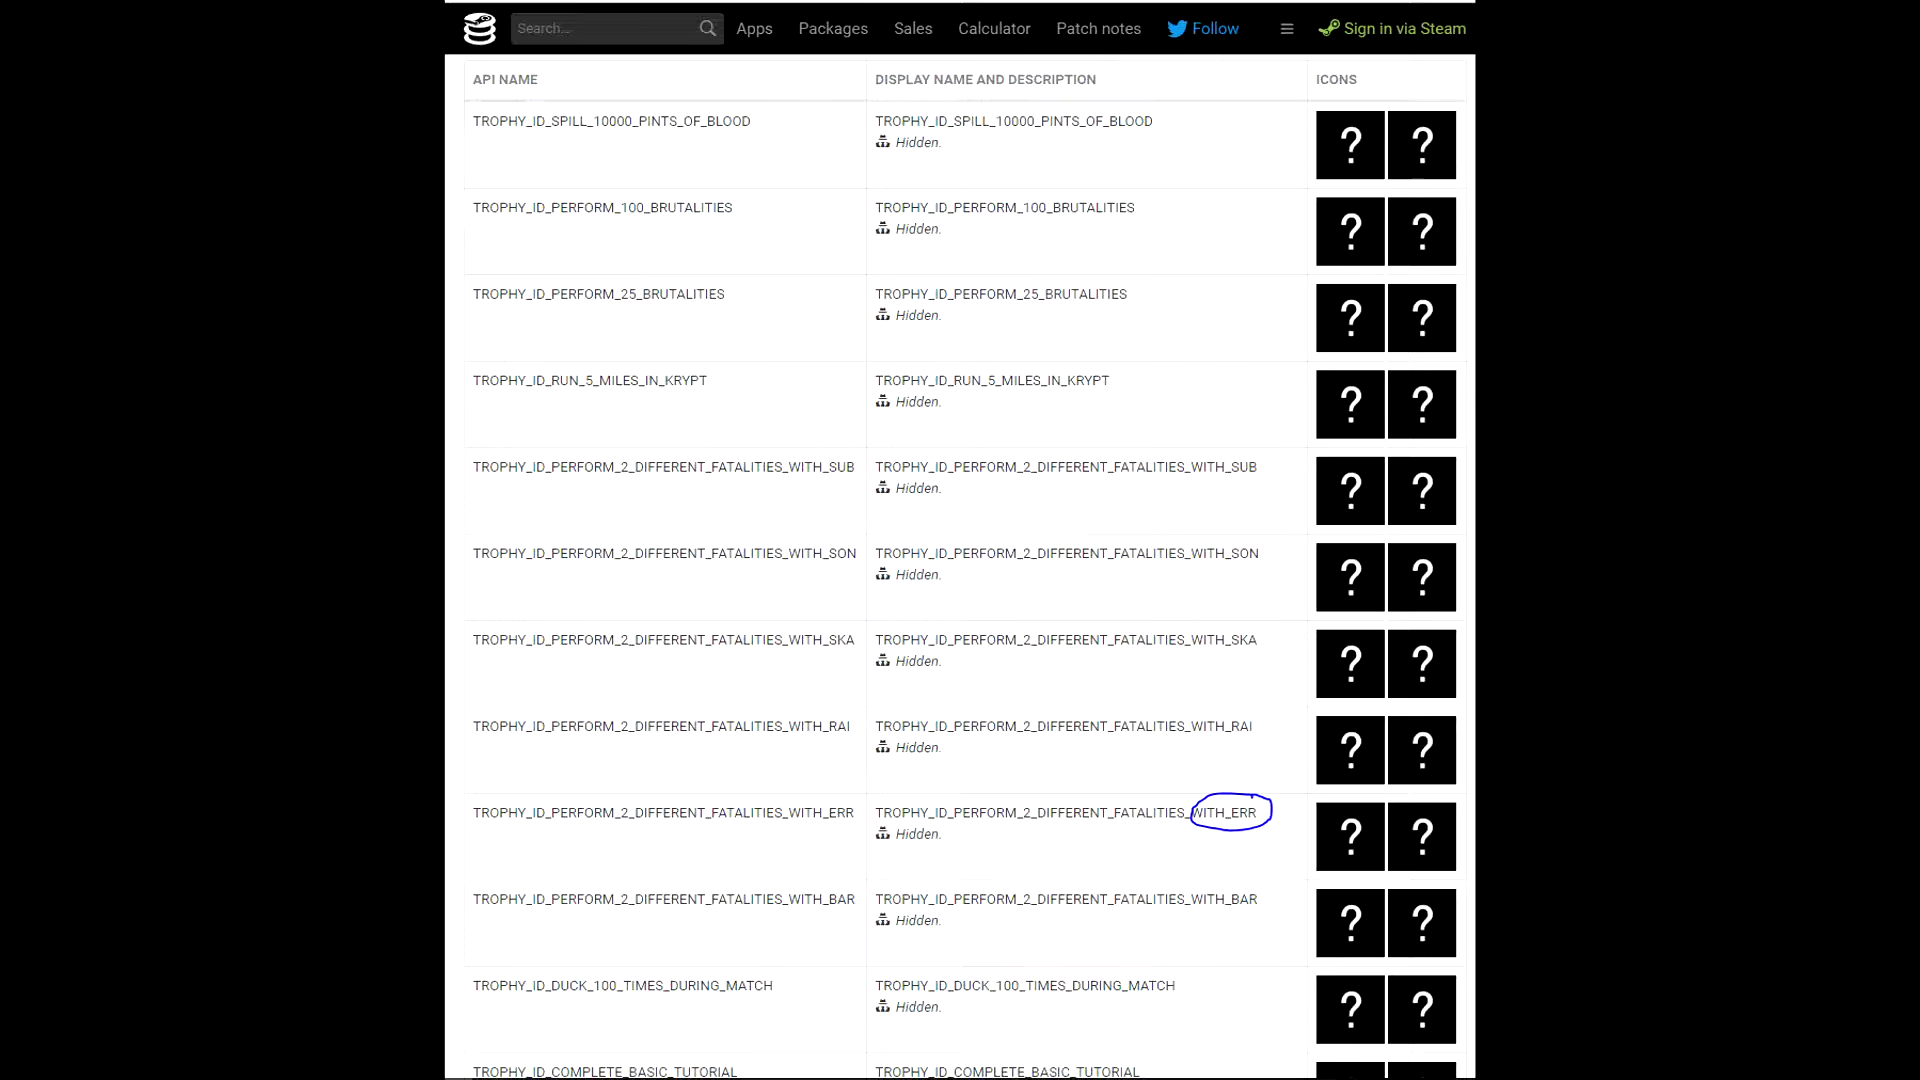 Search... Apps Packages Sales Calculator Patch notes Follow Sign in via Steam
API NAME DISPLAY NAME AND DESCRIPTION ICONS
TROPHY_ID_SPILL_10000_PINTS_OF_BLOOD TROPHY_ID_SPILL_10000_PINTS_OF_BLOOD ? ?
Hidden.
TROPHY_ID_PERFORM_100_BRUTALITIES TROPHY_ID_PERFORM_100_BRUTALITIES ? ?
Hidden.
TROPHY_ID_PERFORM_25_BRUTALITIES TROPHY_ID_PERFORM_25_BRUTALITIES ? ?
Hidden.
TROPHY_ID_RUN_5_MILES_IN_KRYPT TROPHY_ID_RUN_5_MILES_IN_KRYPT ? ?
Hidden.
TROPHY_ID_PERFORM_2_DIFFERENT_FATALITIES_WITH_SUB TROPHY_ID_PERFORM_2_DIFFERENT_FATALITIES_WITH_SUB ? ?
Hidden.
TROPHY_ID_PERFORM_2_DIFFERENT_FATALITIES_WITH_SON TROPHY_ID_PERFORM_2_DIFFERENT_FATALITIES_WITH_SON ? ?
Hidden.
TROPHY_ID_PERFORM_2_DIFFERENT_FATALITIES_WITH_SKA TROPHY_ID_PERFORM_2_DIFFERENT_FATALITIES_WITH_SKA ? ?
Hidden.
TROPHY_ID_PERFORM_2_DIFFERENT_FATALITIES_WITH_RAI TROPHY_ID_PERFORM_2_DIFFERENT_FATALITIES_WITH_RAI ? ?
Hidden.
TROPHY_ID_PERFORM_2_DIFFERENT_FATALITIES_WITH_ERR TROPHY_ID_PERFORM_2_DIFFERENT_FATALITIES_WITH_ERR ? ?
Hidden.
TROPHY_ID_PERFORM_2_DIFFERENT_FATALITIES_WITH_BAR TROPHY_ID_PERFORM_2_DIFFERENT_FATALITIES_WITH_BAR ? ?
Hidden.
TROPHY_ID_DUCK_100_TIMES_DURING_MATCH TROPHY_ID_DUCK_100_TIMES_DURING_MATCH ? ?
Hidden.
TROPHY_ID_COMPLETE_BASIC_TUTORIAL TROPHY_ID_COMPLETE_BASIC_TUTORIAL